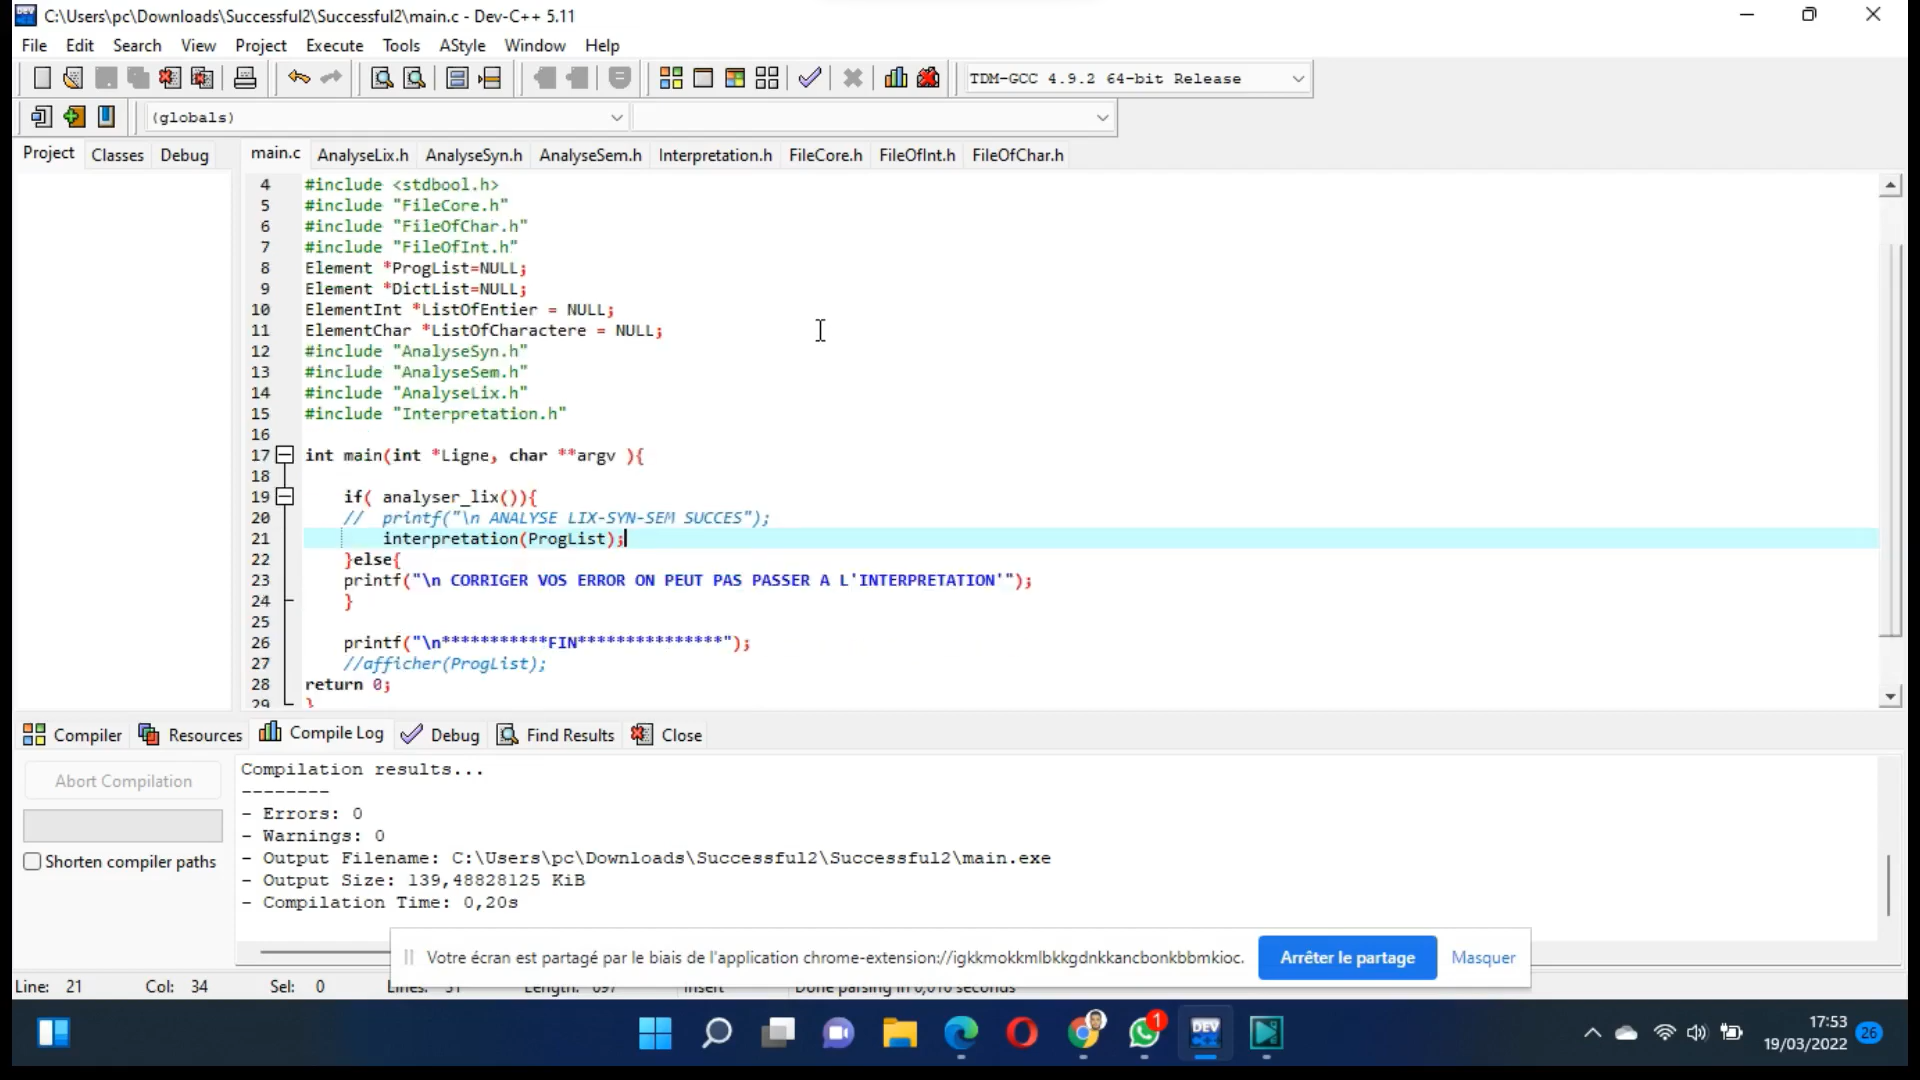 C:\Users\pc\Downloads\Successful2\Successful2\main.c - Dev-C++ 5.11
File Edit Search View Project Execute Tools AStyle Window Help
TDM-GCC 4.9.2 64-bit Release
(globals)
Project Classes Debug main.c AnalyseLix.h AnalyseSyn.h AnalyseSem.h Interpretation.h FileCore.h FileOfInt.h FileOfChar.h
4 #include <stdbool.h>
5 #include "FileCore.h"
6 #include "FileOfChar.h"
7 #include "FileOfInt.h"
8 Element *ProgList=NULL;
9 Element *DictList=NULL;
10 ElementInt *ListOfEntier = NULL;
11 ElementChar *ListOfCharactere = NULL;
12 #include "AnalyseSyn.h"
13 #include "AnalyseSem.h"
14 #include "AnalyseLix.h"
15 #include "Interpretation.h"
16
17 int main(int *Ligne, char **argv ){
18
19 if( analyser_lix()){
20 // printf("\n ANALYSE LIX-SYN-SEM SUCCES");
21 interpretation(ProgList);
22 }else{
23 printf("\n CORRIGER VOS ERROR ON PEUT PAS PASSER A L'INTERPRETATION'");
24 }
25
26 printf("\n***********FIN***************");
27 //afficher(ProgList);
28 return 0;
29 }
Compiler Resources Compile Log Debug Find Results Close
Abort Compilation
Shorten compiler paths
Compilation results...
--------
- Errors: 0
- Warnings: 0
- Output Filename: C:\Users\pc\Downloads\Successful2\Successful2\main.exe
- Output Size: 139,48828125 KiB
- Compilation Time: 0,20s
Votre écran est partagé par le biais de l'application chrome-extension://igkkmokkmlbkkgdnkkancbonkbbmkioc.
Arrêter le partage
Masquer
Line: 21 Col: 34 Sel: 0 Lines: 31 Length: 697 Insert Done parsing in 0,016 seconds
DEV
1
17:53
19/03/2022
26